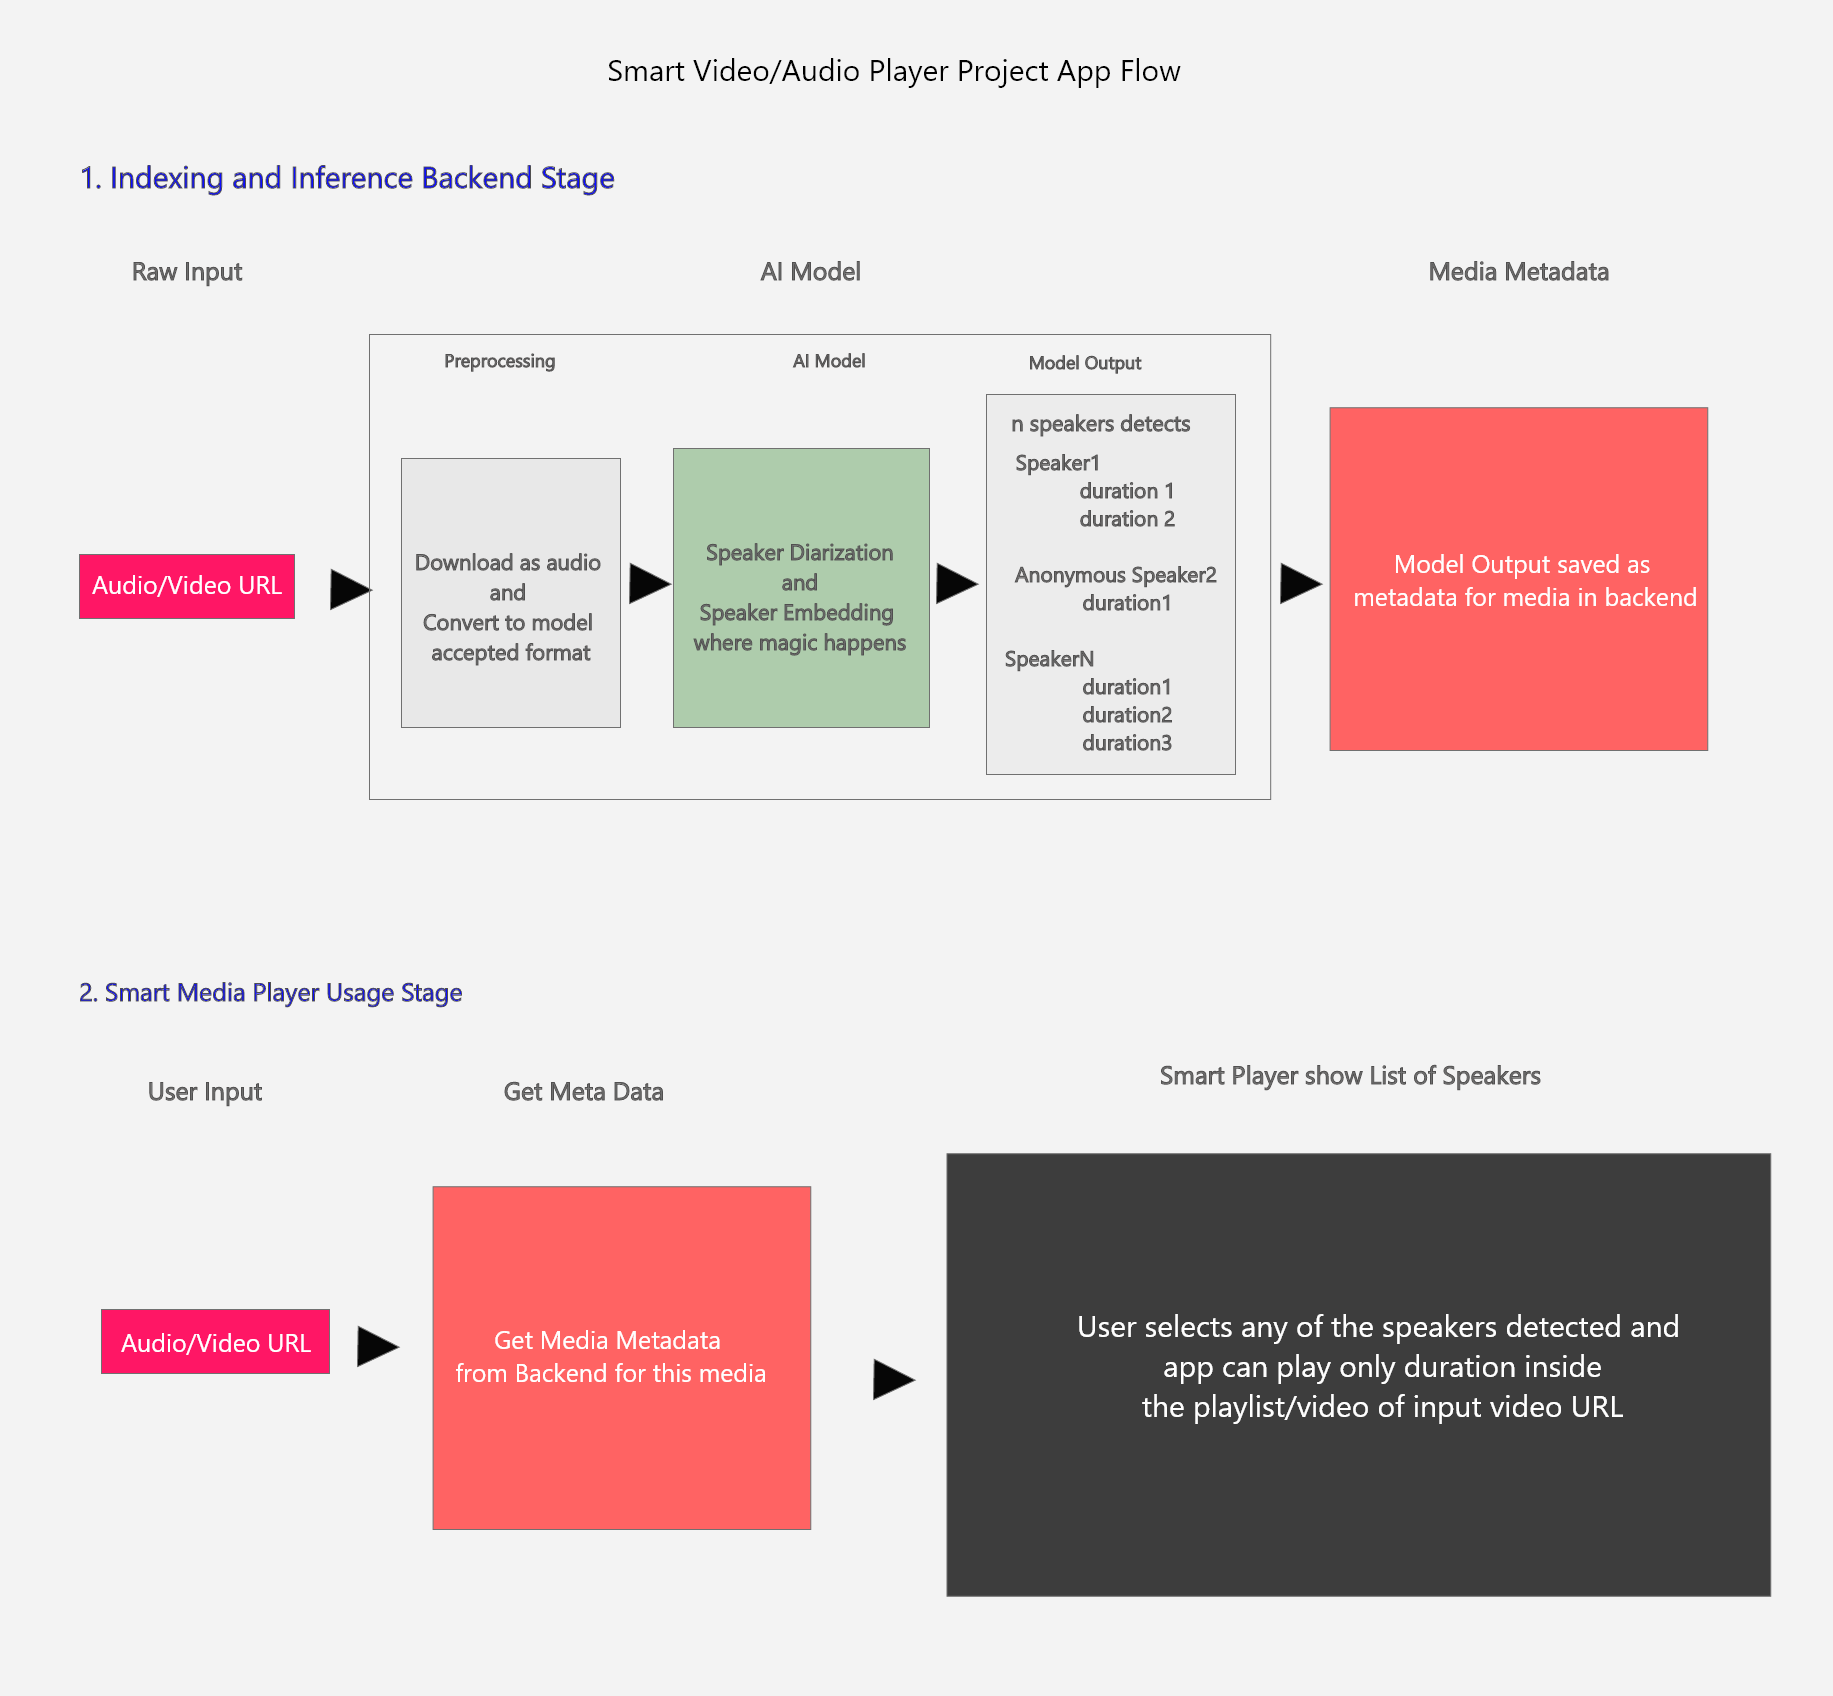 Smart Video/Audio Player Project App Flow
1. Indexing and Inference Backend Stage
Raw Input
AI Model
Media Metadata
Preprocessing
AI Model
Model Output
Audio/Video URL
Download as audio
and
Convert to model
accepted format
Speaker Diarization
and
Speaker Embedding
where magic happens
n speakers detects
Speaker1
duration 1
duration 2
Anonymous Speaker2
duration1
SpeakerN
duration1
duration2
duration3
Model Output saved as
metadata for media in backend
2. Smart Media Player Usage Stage
User Input
Get Meta Data
Smart Player show List of Speakers
Audio/Video URL
Get Media Metadata
from Backend for this media
User selects any of the speakers detected and
app can play only duration inside
the playlist/video of input video URL